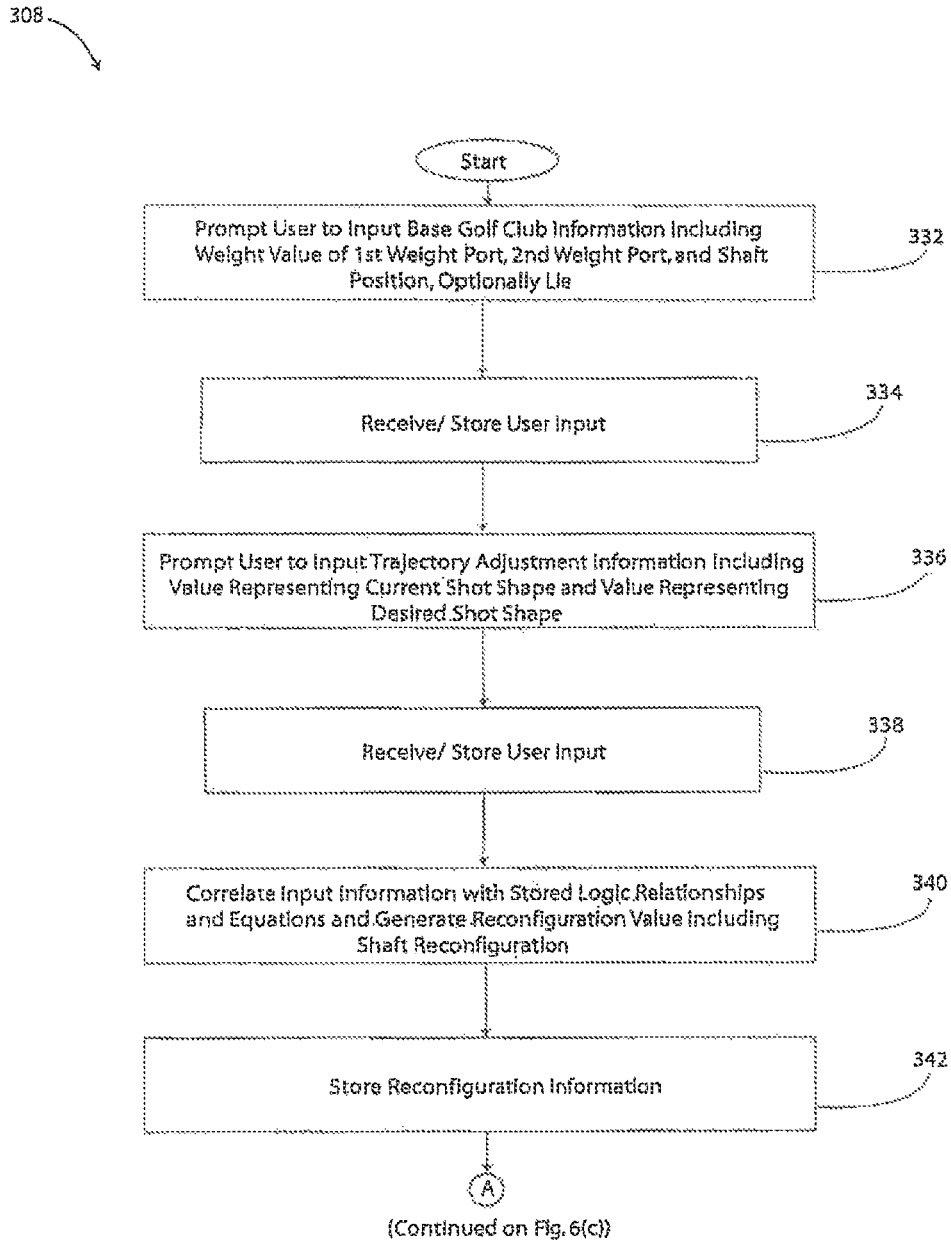 308
Start
Prompt User to Input Base Golf Club Information Including
Weight Value of 1st Weight Port, 2nd Weight Port, and Shaft
Position, Optionally Lie
332
Receive/ Store User Input
334
Prompt User to Input Trajectory Adjustment Information Including
Value Representing Current Shot Shape and Value Representing
Desired Shot Shape
336
Receive/ Store User Input
338
Correlate Input Information with Stored Logic Relationships
and Equations and Generate Reconfiguration Value Including
Shaft Reconfiguration
340
Store Reconfiguration Information
342
A
(Continued on Fig. 6(c))